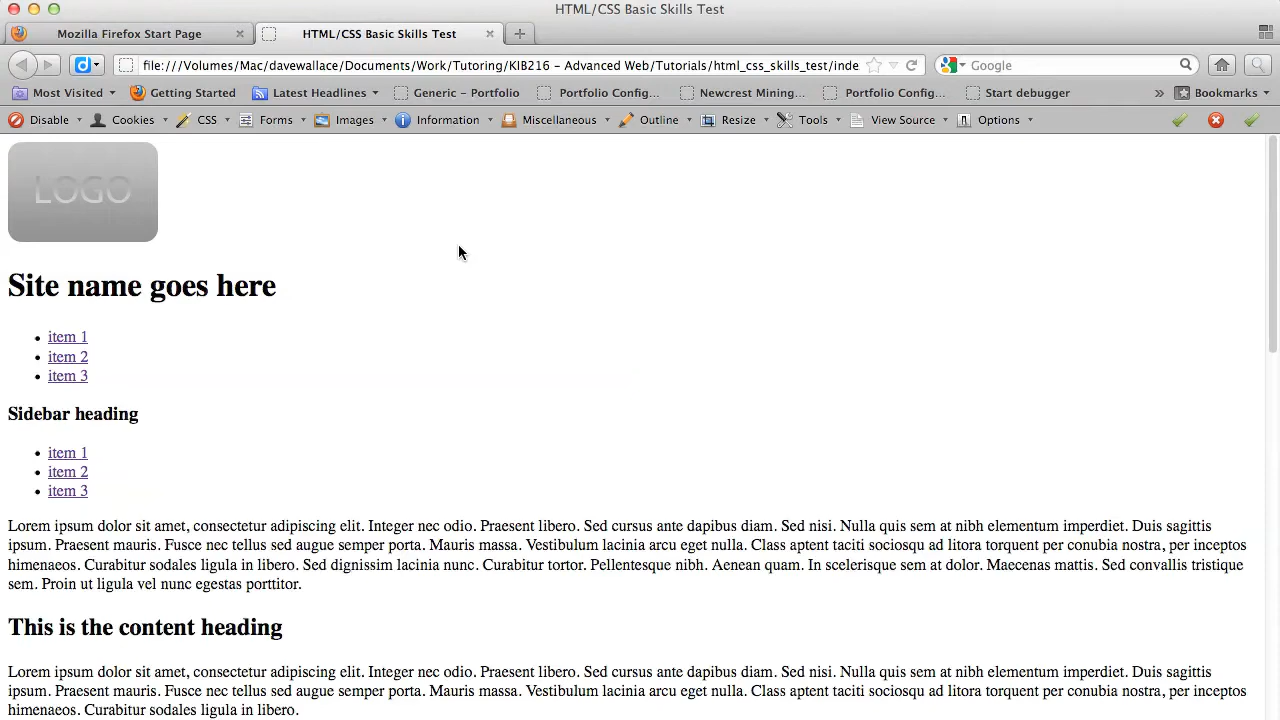 HTML/CSS Basic Skills Test
Mozilla Firefox Start Page
HTML/CSS Basic Skills Test
file:///Volumes/Mac/davewallace/Documents/Work/Tutoring/KIB216 – Advanced Web/Tutorials/html_css_skills_test/inde
Google
Most Visited
Getting Started
Latest Headlines
Generic – Portfolio
Portfolio Config...
Newcrest Mining...
Portfolio Config...
Start debugger
»
Bookmarks
Disable
Cookies
CSS
Forms
Images
Information
Miscellaneous
Outline
Resize
Tools
View Source
Options
LOGO
Site name goes here
• item 1
• item 2
• item 3
Sidebar heading
• item 1
• item 2
• item 3
Lorem ipsum dolor sit amet, consectetur adipiscing elit. Integer nec odio. Praesent libero. Sed cursus ante dapibus diam. Sed nisi. Nulla quis sem at nibh elementum imperdiet. Duis sagittis
ipsum. Praesent mauris. Fusce nec tellus sed augue semper porta. Mauris massa. Vestibulum lacinia arcu eget nulla. Class aptent taciti sociosqu ad litora torquent per conubia nostra, per inceptos
himenaeos. Curabitur sodales ligula in libero. Sed dignissim lacinia nunc. Curabitur tortor. Pellentesque nibh. Aenean quam. In scelerisque sem at dolor. Maecenas mattis. Sed convallis tristique
sem. Proin ut ligula vel nunc egestas porttitor.
This is the content heading
Lorem ipsum dolor sit amet, consectetur adipiscing elit. Integer nec odio. Praesent libero. Sed cursus ante dapibus diam. Sed nisi. Nulla quis sem at nibh elementum imperdiet. Duis sagittis
ipsum. Praesent mauris. Fusce nec tellus sed augue semper porta. Mauris massa. Vestibulum lacinia arcu eget nulla. Class aptent taciti sociosqu ad litora torquent per conubia nostra, per inceptos
himenaeos. Curabitur sodales ligula in libero.